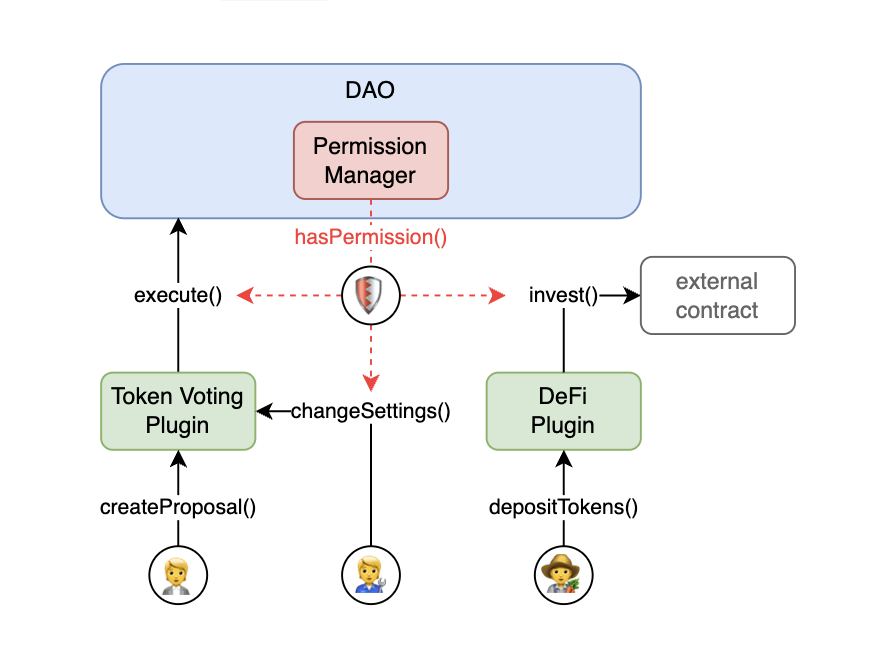 DAO
Permission
Manager
hasPermission()
execute()
invest()
external
contract
Token Voting
Plugin
changeSettings()
DeFi
Plugin
createProposal()
depositTokens()